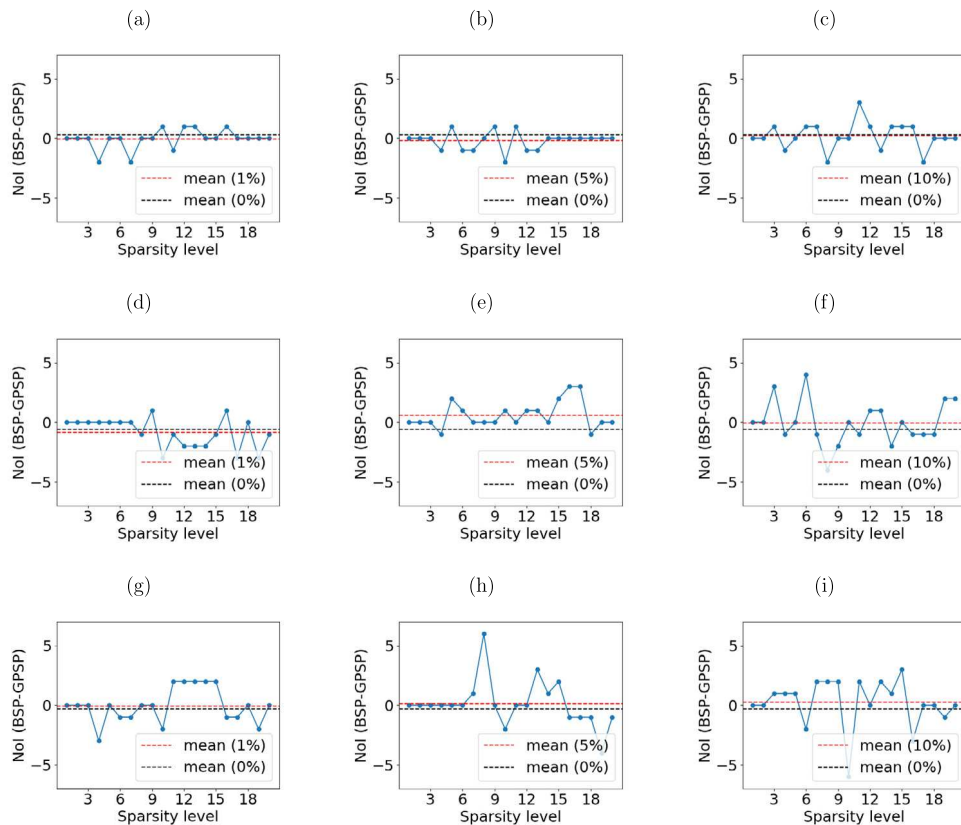 (a)
(b)
(c)
NoI (BSP-GPSP)
5
0
−5
mean (1%)
mean (0%)
3 6 9 12 15 18
Sparsity level
NoI (BSP-GPSP)
5
0
−5
mean (5%)
mean (0%)
3 6 9 12 15 18
Sparsity level
NoI (BSP-GPSP)
5
0
−5
mean (10%)
mean (0%)
3 6 9 12 15 18
Sparsity level
(d)
(e)
(f)
NoI (BSP-GPSP)
5
0
−5
mean (1%)
mean (0%)
3 6 9 12 15 18
Sparsity level
NoI (BSP-GPSP)
5
0
−5
mean (5%)
mean (0%)
3 6 9 12 15 18
Sparsity level
NoI (BSP-GPSP)
5
0
−5
mean (10%)
mean (0%)
3 6 9 12 15 18
Sparsity level
(g)
(h)
(i)
NoI (BSP-GPSP)
5
0
−5
mean (1%)
mean (0%)
3 6 9 12 15 18
Sparsity level
NoI (BSP-GPSP)
5
0
−5
mean (5%)
mean (0%)
3 6 9 12 15 18
Sparsity level
NoI (BSP-GPSP)
5
0
−5
mean (10%)
mean (0%)
3 6 9 12 15 18
Sparsity level